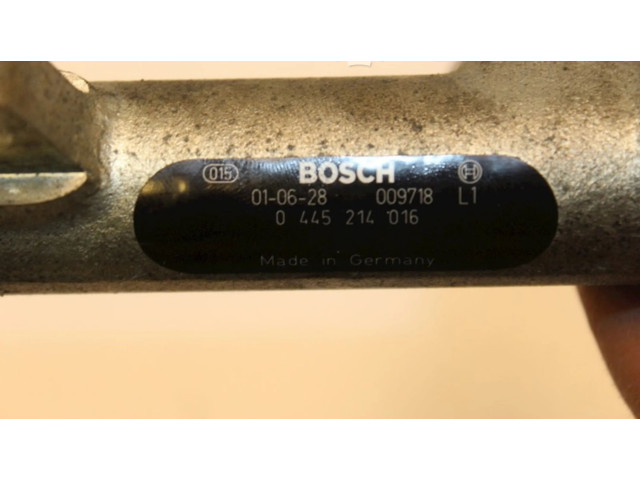 015 BOSCH H
01-06-28 009718 L1
0 445 214 016
Made in Germany